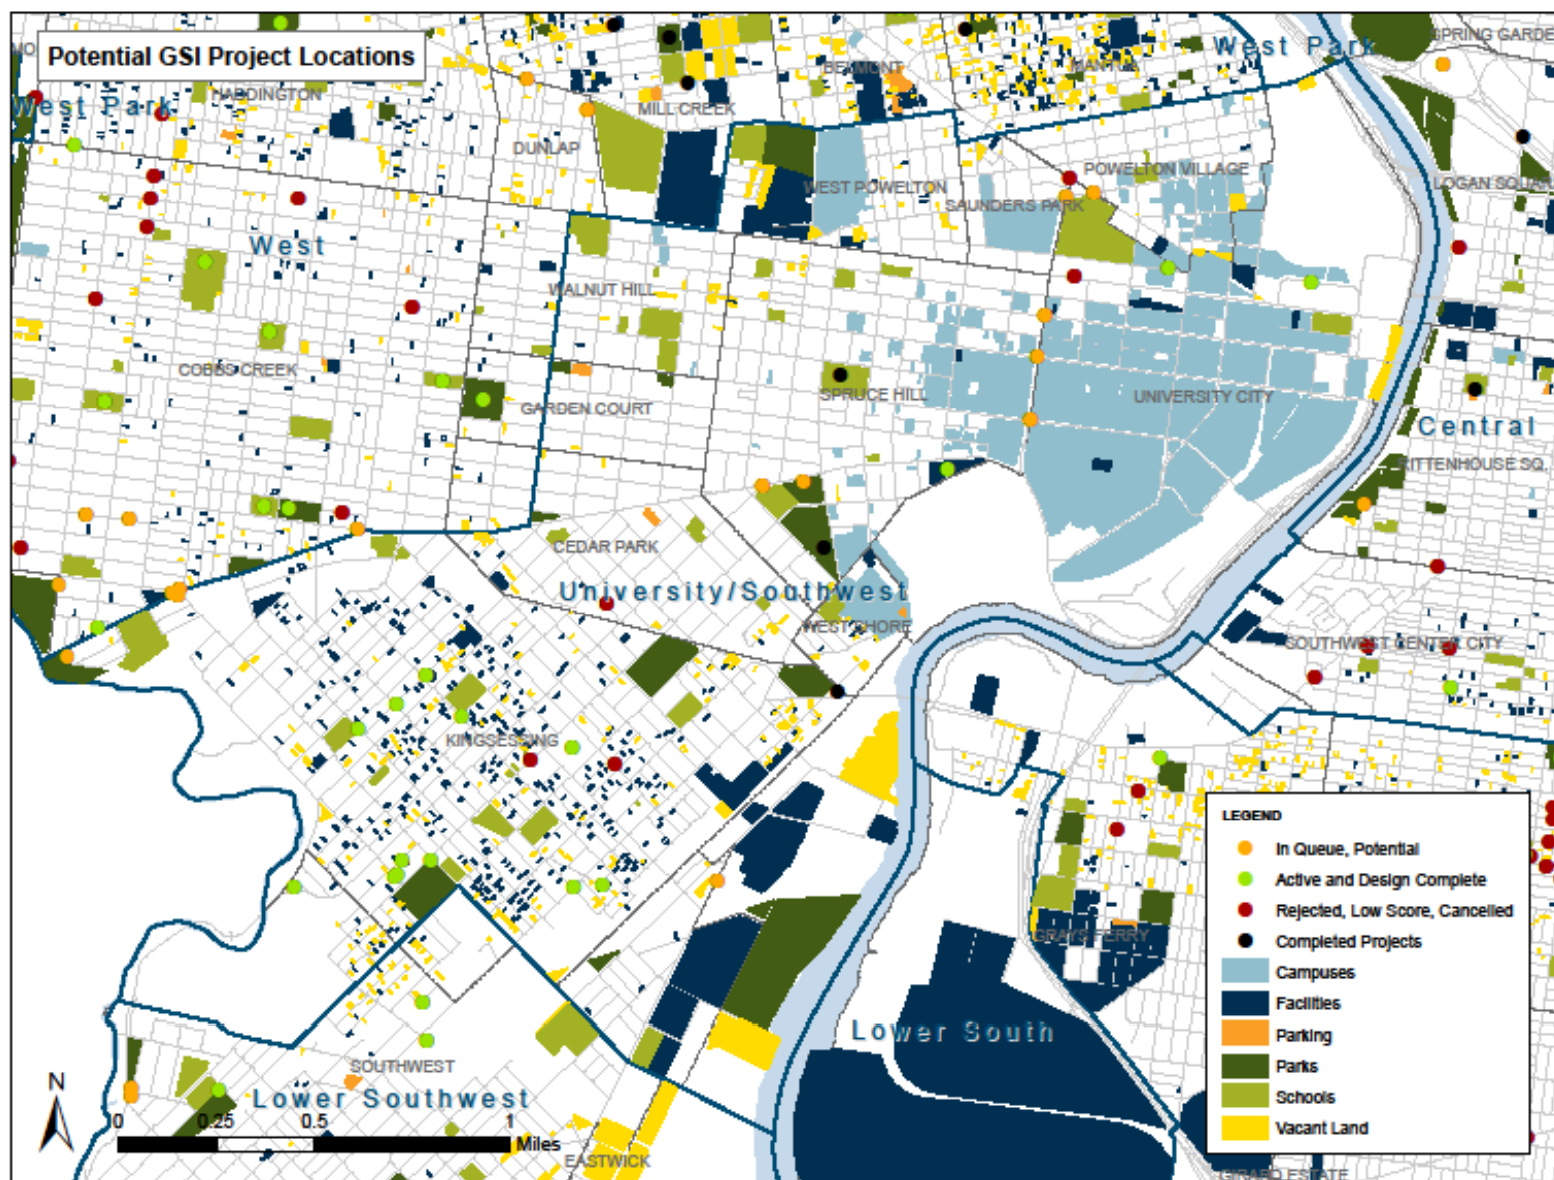 Potential GSI Project Locations
West Park
SPRING GARDE
BELMONT
MANTUA
West Park
HADDINGTON
MILL CREEK
DUNLAP
POWELTON VILLAGE
WEST POWELTON
LOGAN SQUAR
SAUNDERS PARK
West
WALNUT HILL
COBBS CREEK
SPRUCE HILL
UNIVERSITY CITY
GARDEN COURT
Central
RITTENHOUSE SQ.
CEDAR PARK
University/Southwest
WEST SHORE
SOUTHWEST CENTER CITY
KINGSESSING
LEGEND
In Queue, Potential
Active and Design Complete
Rejected, Low Score, Cancelled
Completed Projects
Campuses
Facilities
Parking
Parks
Schools
Vacant Land
GRAYS FERRY
Lower South
SOUTHWEST
Lower Southwest
N
0 0.25 0.5 1
Miles
EASTWICK
GIRARD ESTATE